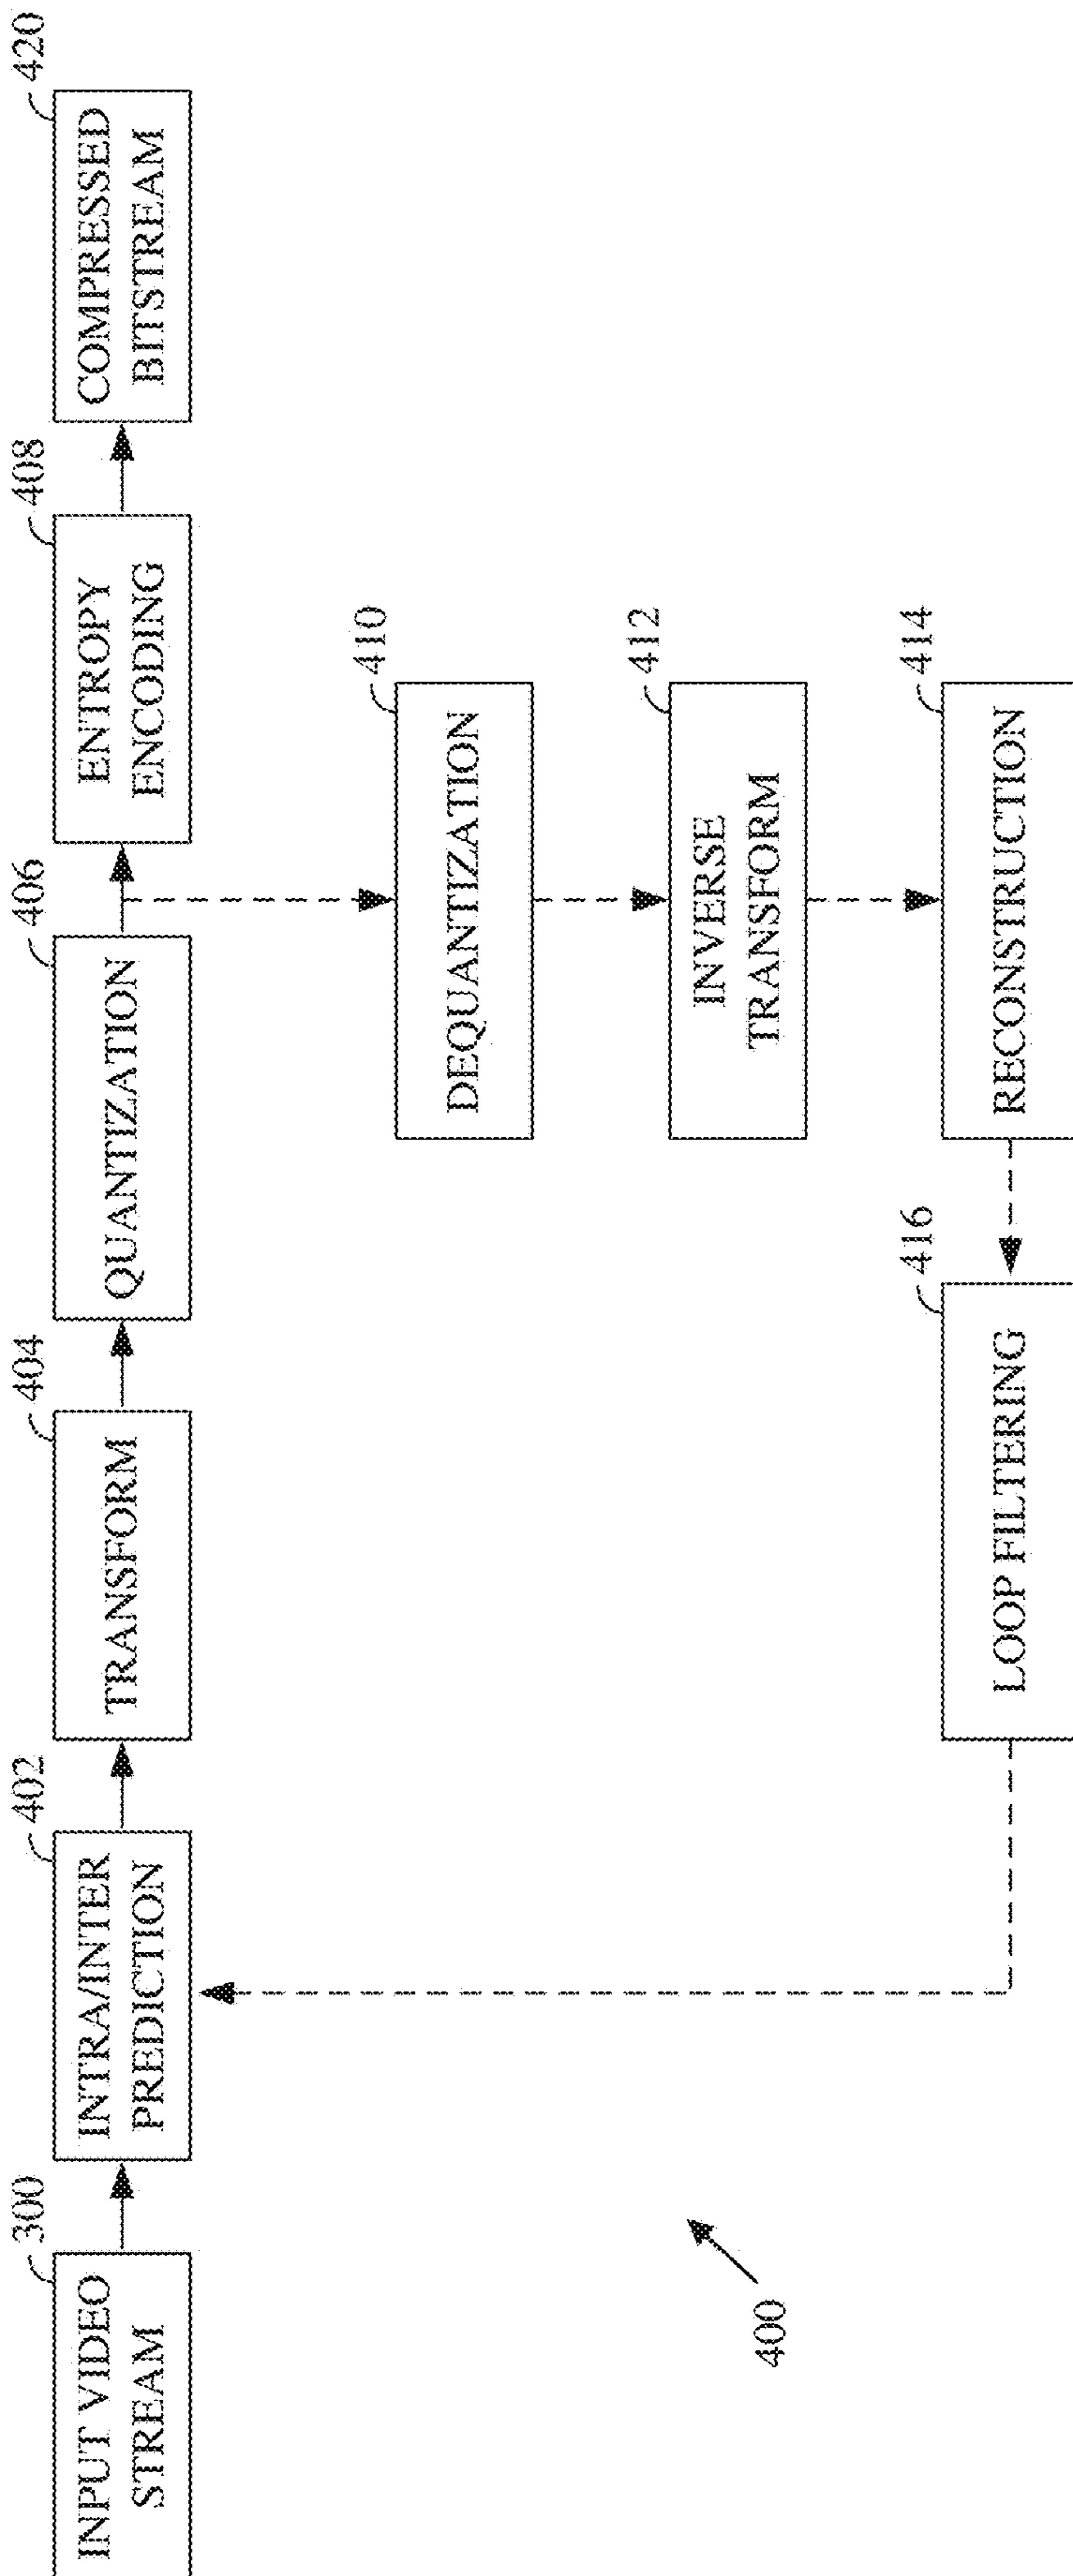 300
INPUT VIDEO
STREAM
402
INTRA/INTER
PREDICTION
404
TRANSFORM
406
QUANTIZATION
408
ENTROPY
ENCODING
420
COMPRESSED
BITSTREAM
410
DEQUANTIZATION
412
INVERSE
TRANSFORM
414
RECONSTRUCTION
416
LOOP FILTERING
400